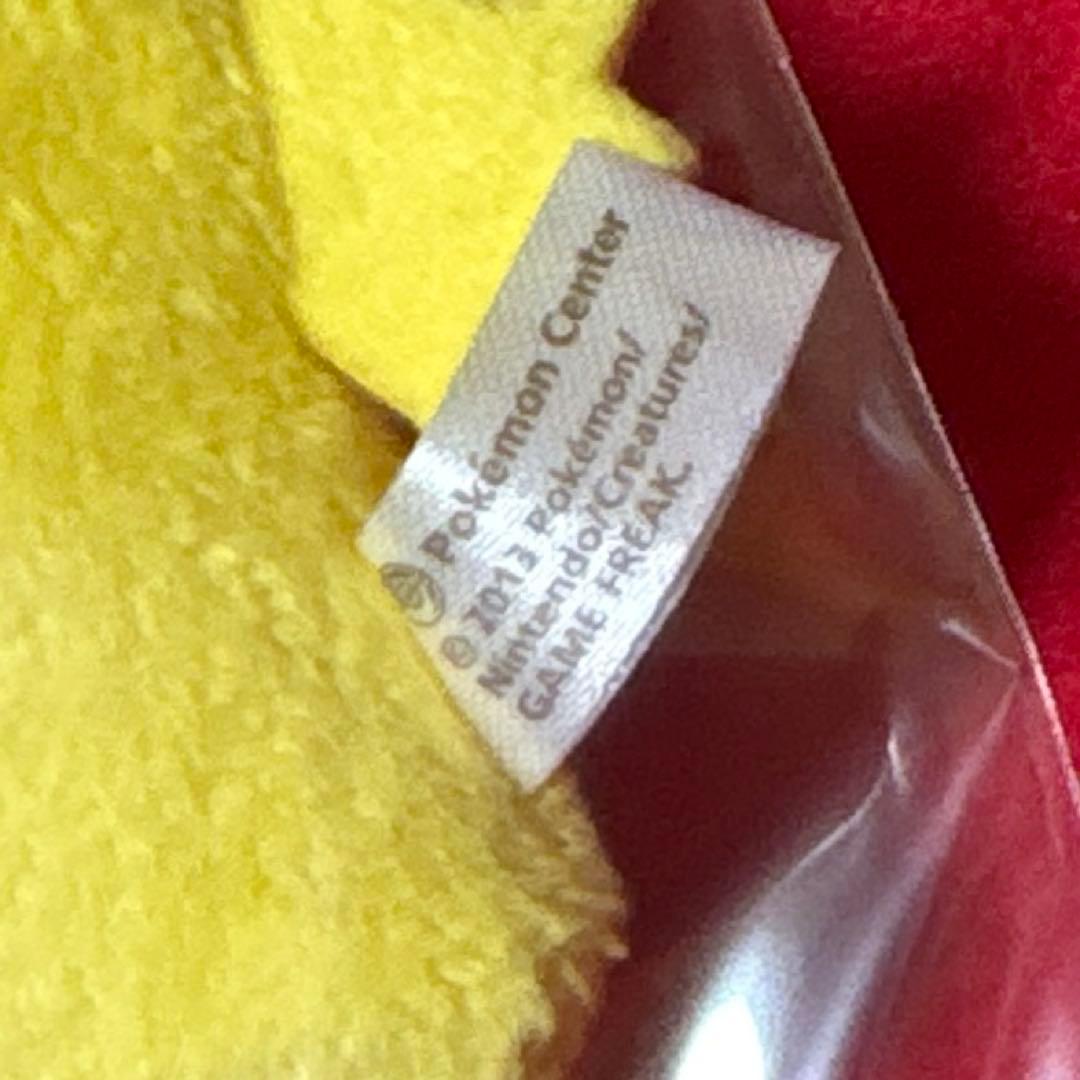 Pokémon Center
© 2013 Pokémon/
Nintendo/Creatures/
GAME FREAK.